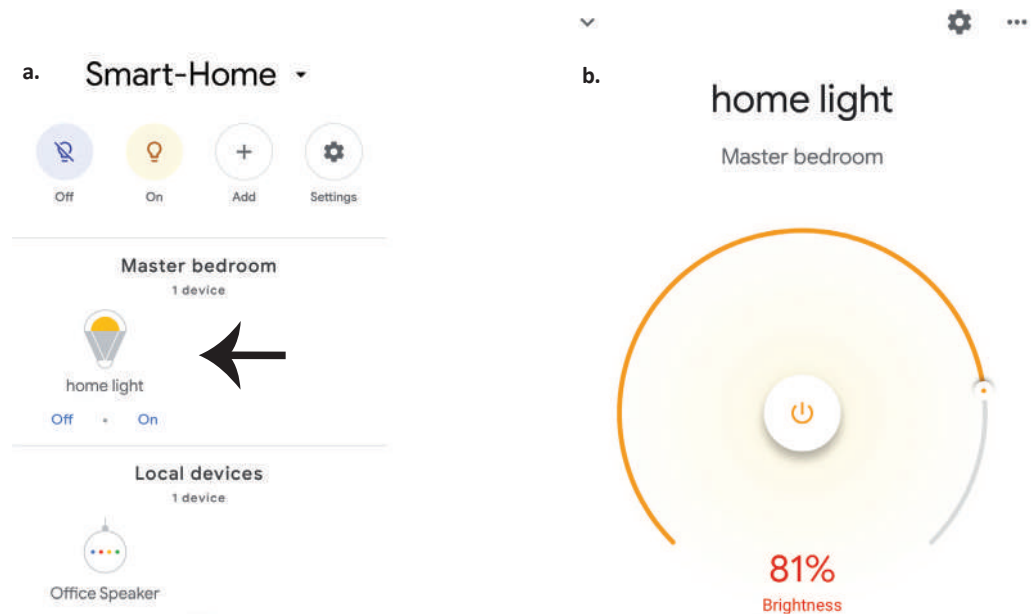 a.
Smart-Home
Off
On
Add
Settings
Master bedroom
1 device
home light
Off • On
Local devices
1 device
Office Speaker
b.
home light
Master bedroom
81%
Brightness